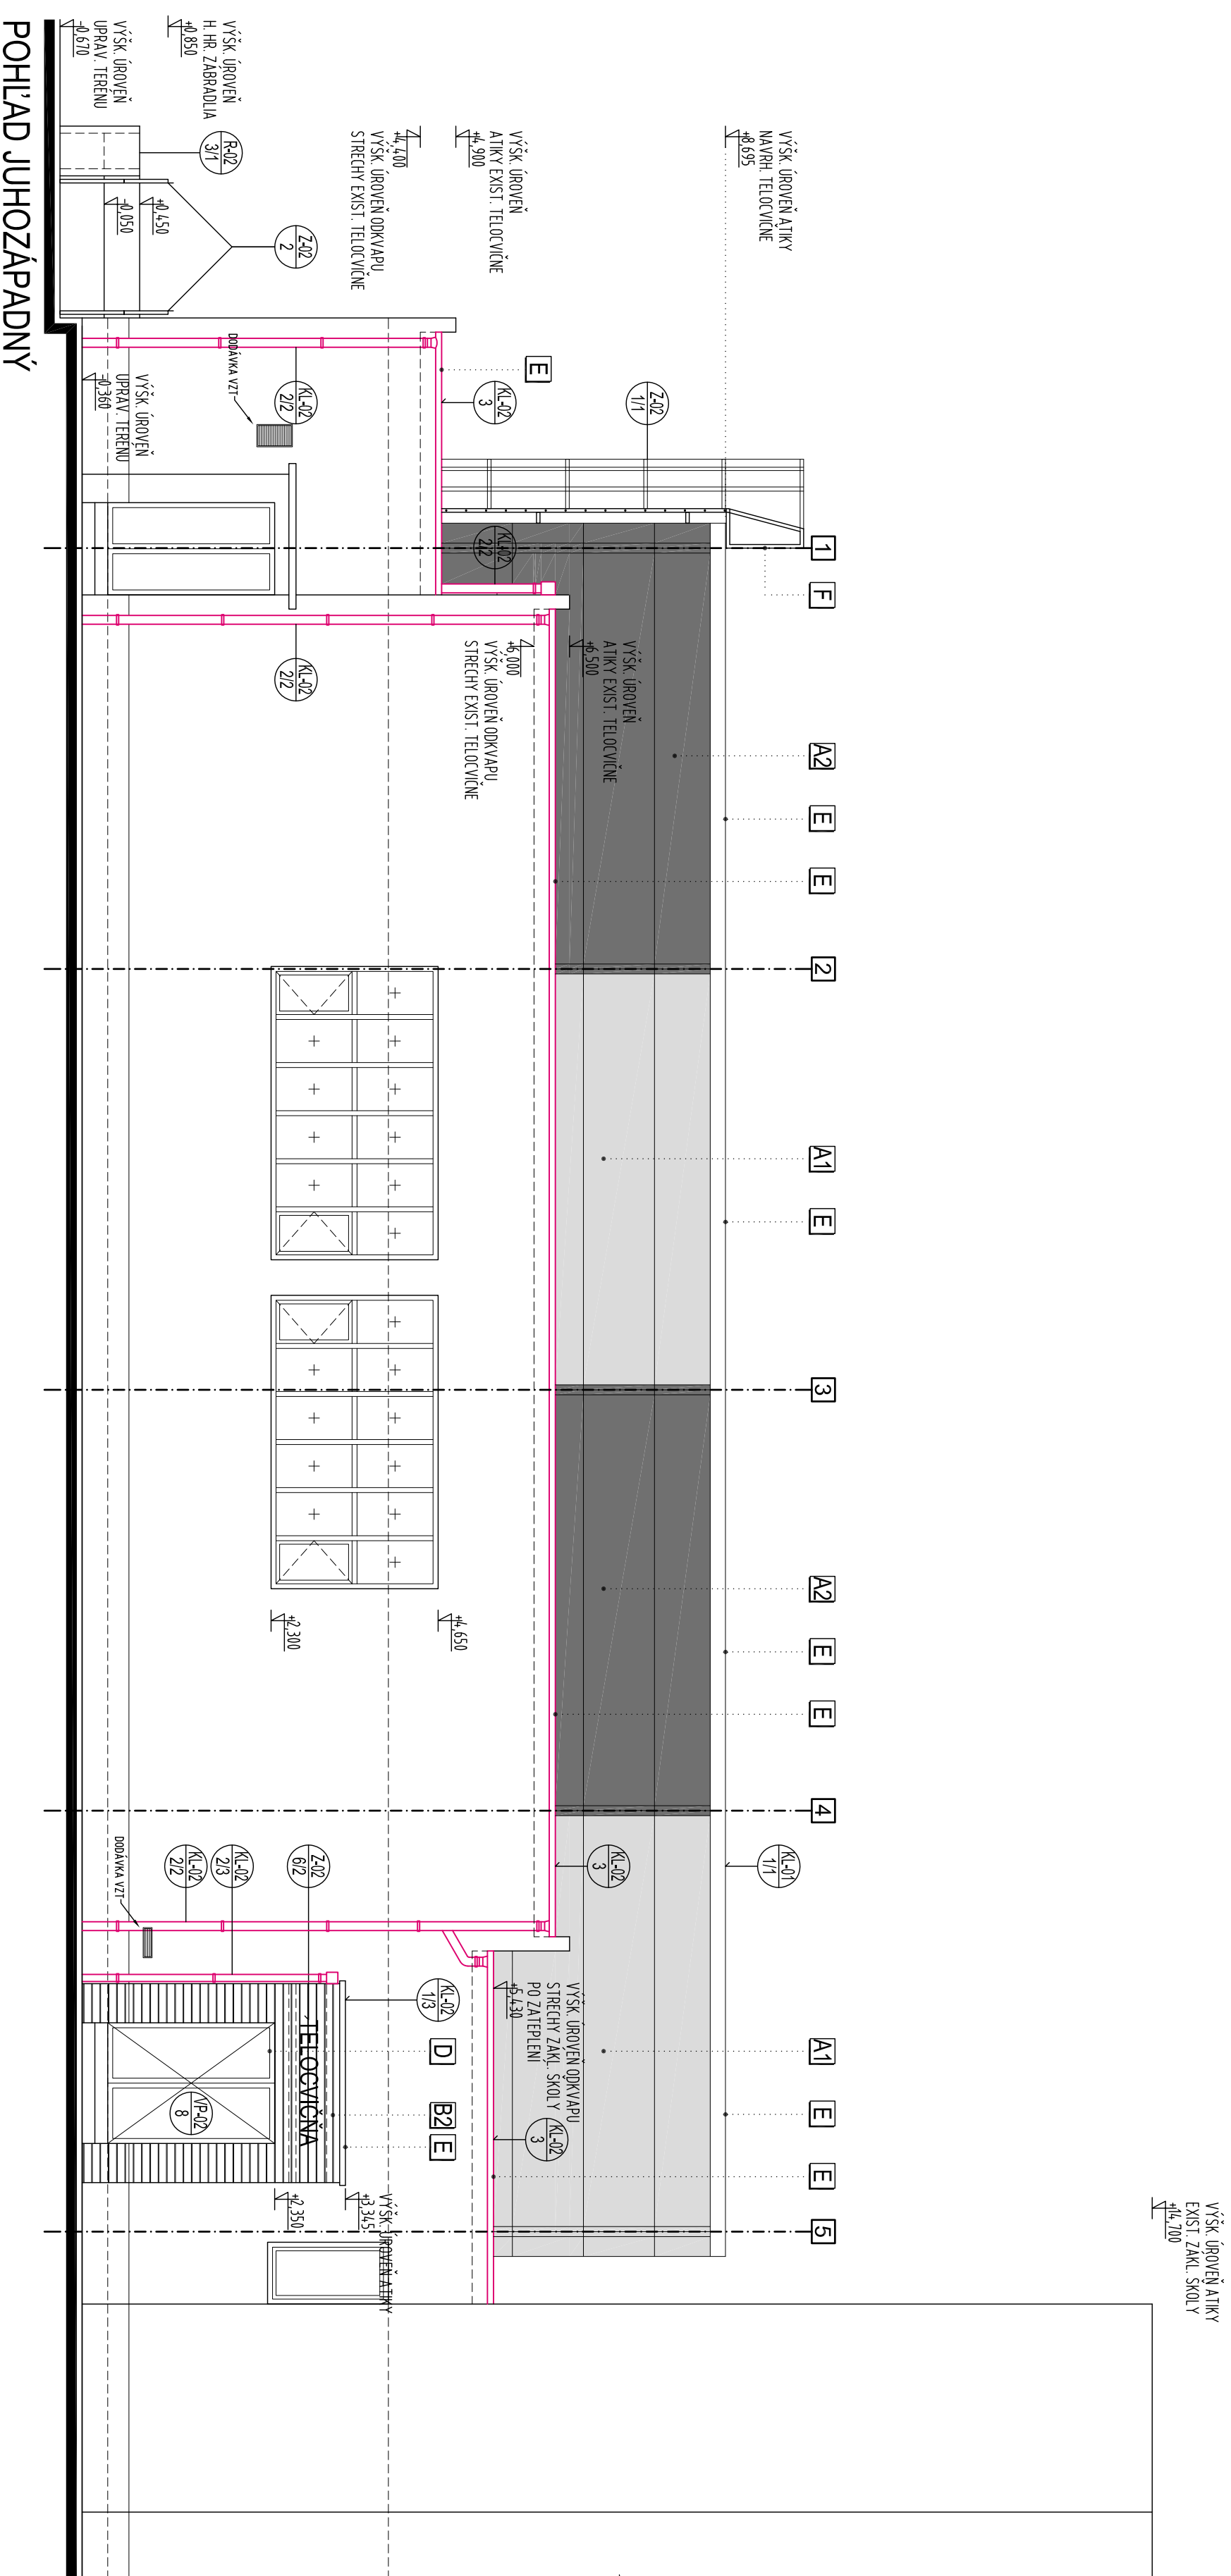 VÝŠK. ÚROVEŇ ATIKY
EXIST. ZÁKL. ŠKOLY
+14,700
VÝŠK. ÚROVEŇ ATIKY
NAVRH. TELOCVIČNE
+8,695
1
F
A2
E
E
2
A1
E
3
A2
E
E
4
A1
E
E
5
Z-02
1/1
KL-01
1/1
VÝŠK. ÚROVEŇ
ATIKY EXIST. TELOCVIČNE
+4,900
+4,400
VÝŠK. ÚROVEŇ ODKVAPU
STRECHY EXIST. TELOCVIČNE
E
KL-02
3
KL-02
2/2
VÝŠK. ÚROVEŇ
ATIKY EXIST. TELOCVIČNE
+6,500
+6,000
VÝŠK. ÚROVEŇ ODKVAPU
STRECHY EXIST. TELOCVIČNE
KL-02
3
VÝŠK. ÚROVEŇ ODKVAPU
STRECHY ZÁKL. ŠKOLY
PO ZATEPLENÍ
+5,430
KL-02
3
KL-02
1/3
D
B2
E
+4,650
+2,300
VÝŠK. ÚROVEŇ ATIKY
+3,345
+2,350
TELOCVIČŇA
VP-02
8
Z-02
6/2
KL-02
2/3
KL-02
2/2
DODÁVKA VZT
KL-02
2/2
KL-02
2/2
DODÁVKA VZT
Z-02
2
R-02
3/1
VÝŠK. ÚROVEŇ
H. HR. ZÁBRADLIA
+0,850
+0,450
-0,050
VÝŠK. ÚROVEŇ
UPRAV. TERÉNU
-0,670
VÝŠK. ÚROVEŇ
UPRAV. TERÉNU
-0,360
POHĽAD JUHOZÁPADNÝ